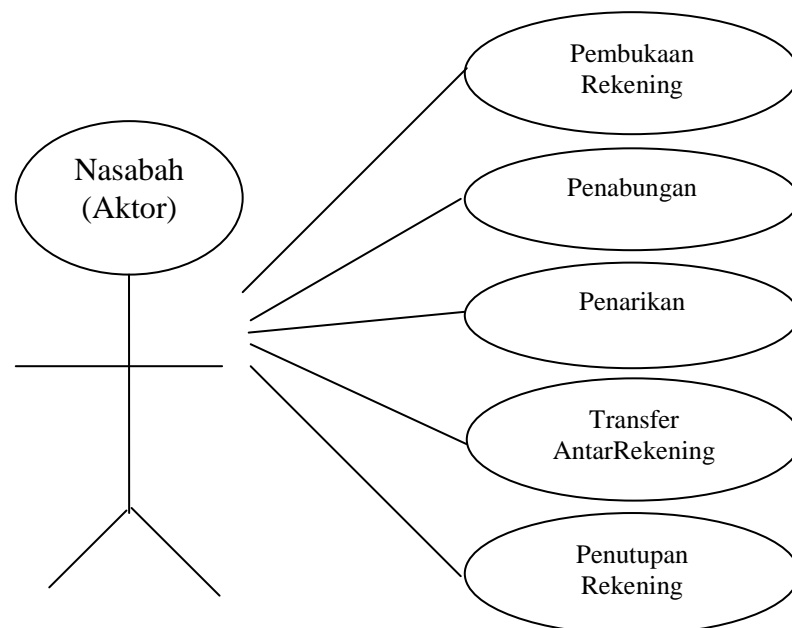 Nasabah
(Aktor)
Pembukaan
Rekening
Penabungan
Penarikan
Transfer
AntarRekening
Penutupan
Rekening